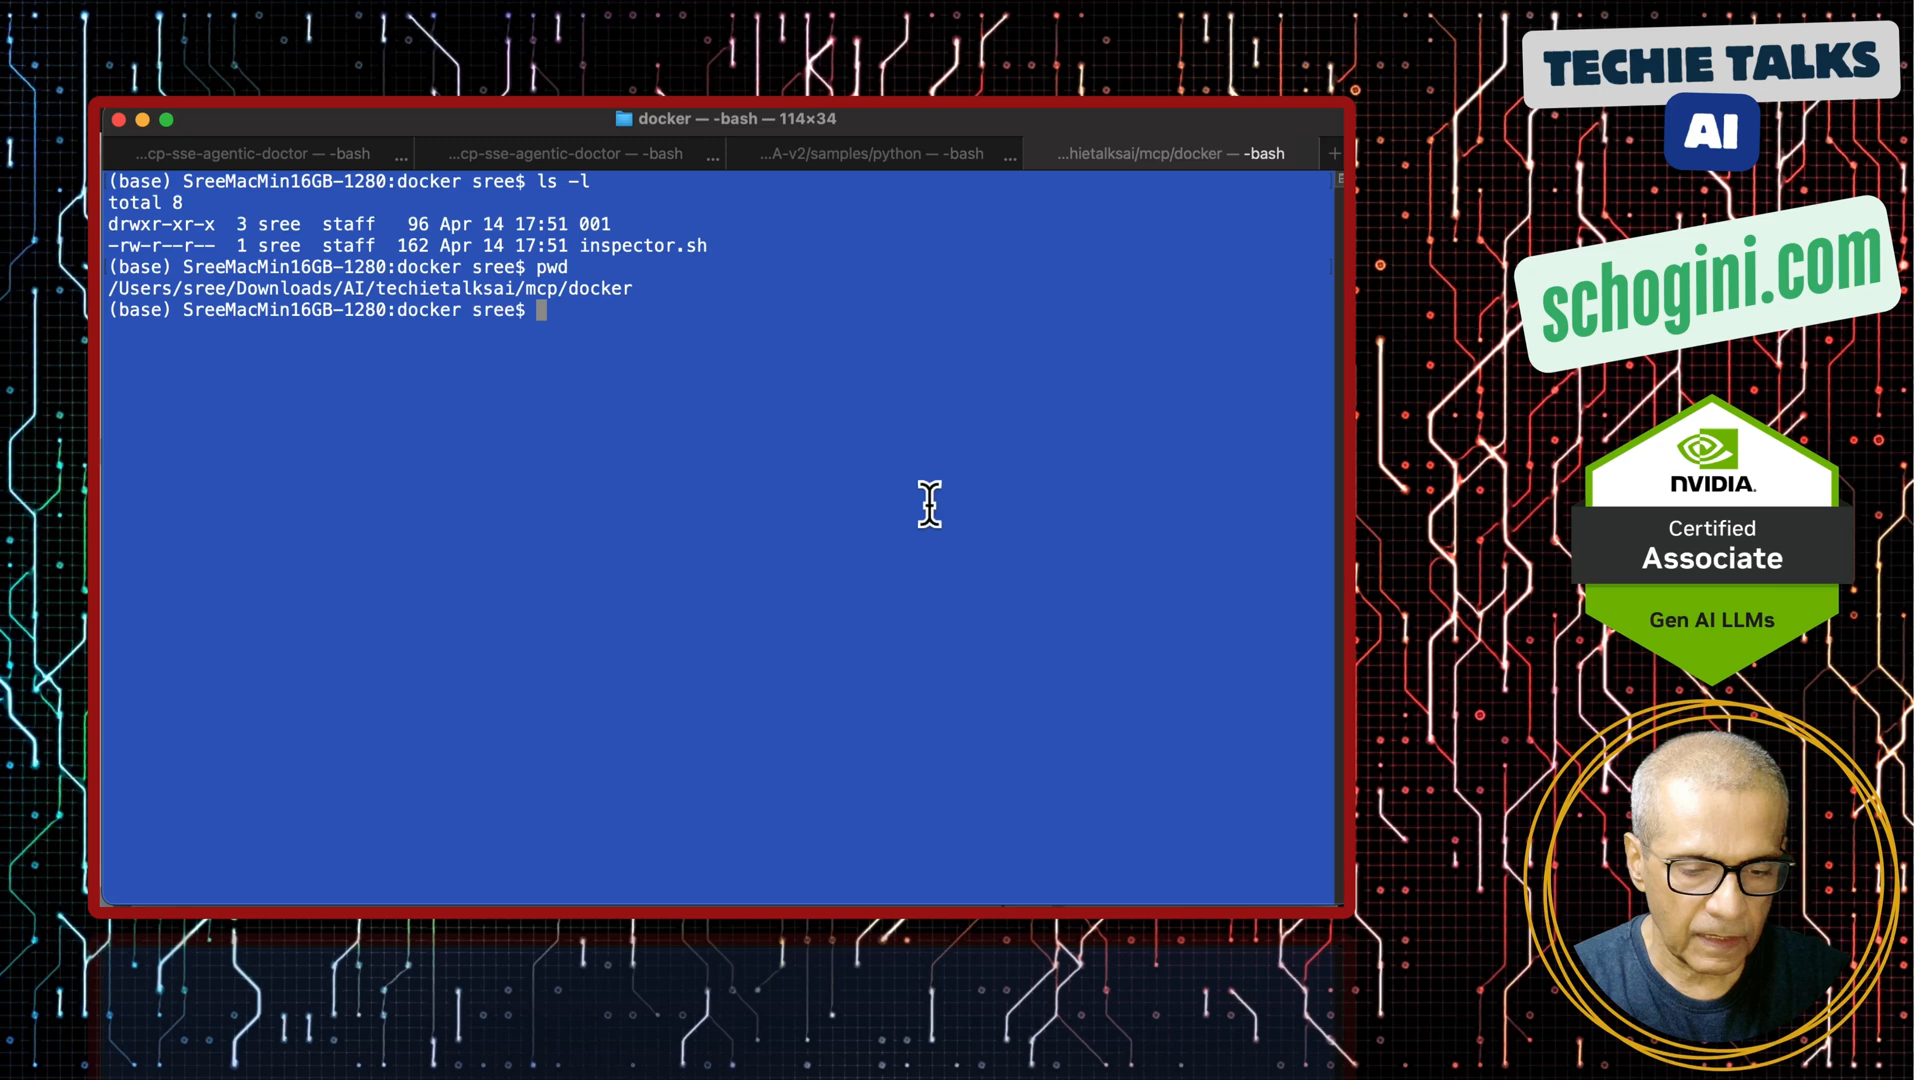 docker — -bash — 114×34
...cp-sse-agentic-doctor — -bash ...
...cp-sse-agentic-doctor — -bash ...
...A-v2/samples/python — -bash ...
...hietalksai/mcp/docker — -bash +
(base) SreeMacMin16GB-1280:docker sree$ ls -l
total 8
drwxr-xr-x  3 sree  staff   96 Apr 14 17:51 001
-rw-r--r--  1 sree  staff  162 Apr 14 17:51 inspector.sh
(base) SreeMacMin16GB-1280:docker sree$ pwd
/Users/sree/Downloads/AI/techietalksai/mcp/docker
(base) SreeMacMin16GB-1280:docker sree$
TECHIE TALKS
AI
schogini.com
NVIDIA.
Certified
Associate
Gen AI LLMs